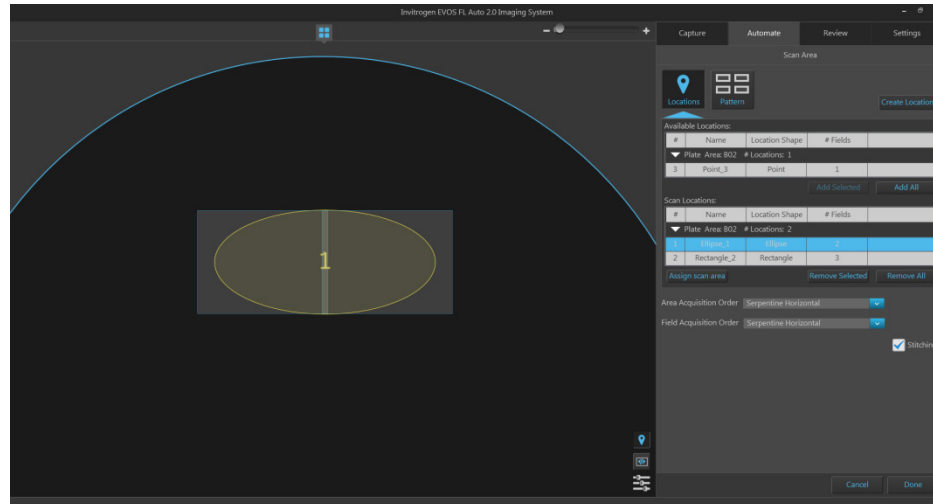 Invitrogen EVOS FL Auto 2.0 Imaging System
Capture Automate Review Settings
Scan Area
Locations Pattern Create Location
Available Locations:
# Name Location Shape # Fields
Plate Area: B02 # Locations: 1
3 Point_3 Point 1
Add Selected Add All
Scan Locations:
# Name Location Shape # Fields
Plate Area: B02 # Locations: 2
1 Ellipse_1 Ellipse 2
2 Rectangle_2 Rectangle 3
Assign scan area Remove Selected Remove All
1
Area Acquisition Order Serpentine Horizontal
Field Acquisition Order Serpentine Horizontal
Stitchin
Cancel Done